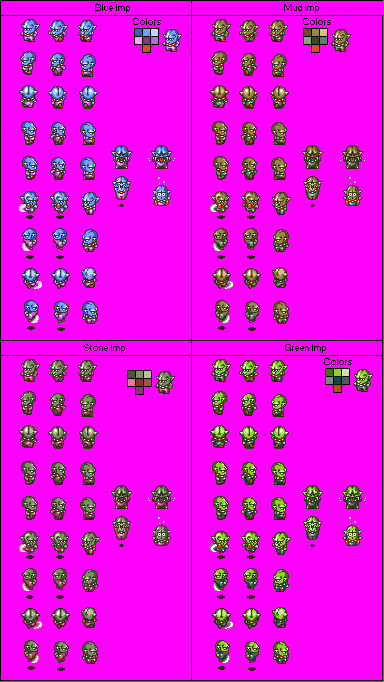 Blue Imp
Mud Imp
Colors
Colors
Stone Imp
Green Imp
Colors